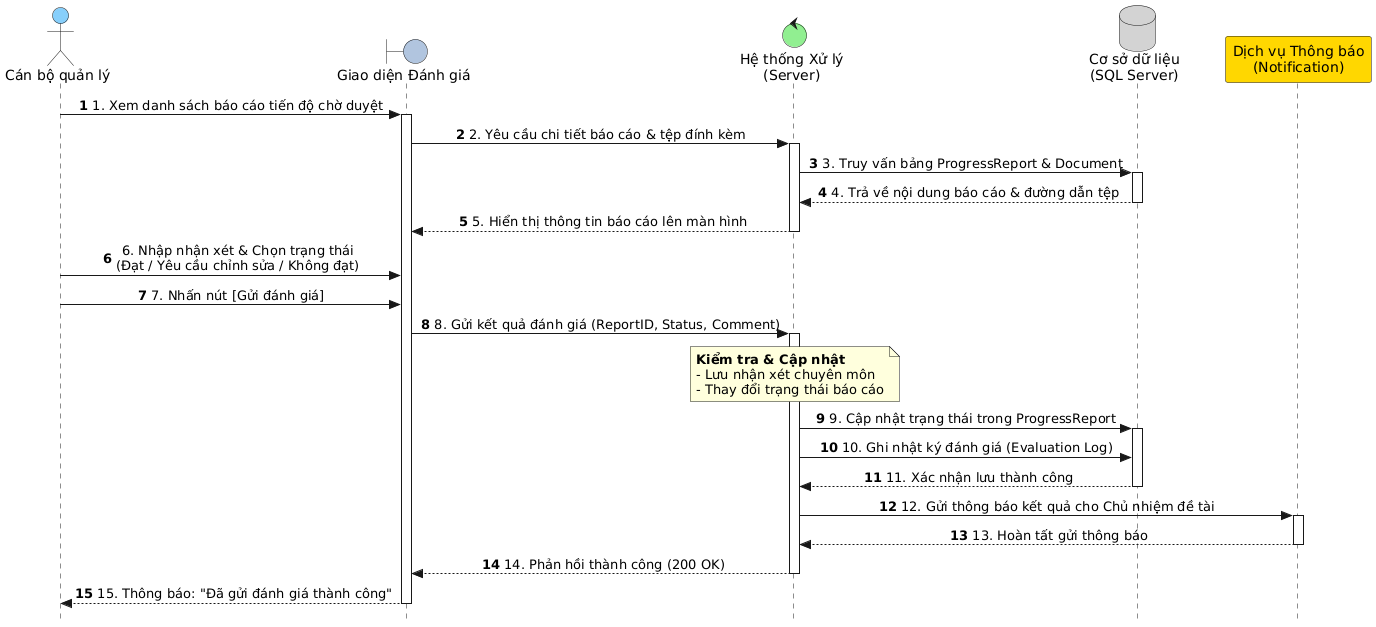 Cán bộ quản lý
Giao diện Đánh giá
Hệ thống Xử lý
(Server)
Cơ sở dữ liệu
(SQL Server)
Dịch vụ Thông báo
(Notification)
1 1. Xem danh sách báo cáo tiến độ chờ duyệt
2 2. Yêu cầu chi tiết báo cáo & tệp đính kèm
3 3. Truy vấn bảng ProgressReport & Document
4 4. Trả về nội dung báo cáo & đường dẫn tệp
5 5. Hiển thị thông tin báo cáo lên màn hình
6 6. Nhập nhận xét & Chọn trạng thái
(Đạt / Yêu cầu chỉnh sửa / Không đạt)
7 7. Nhấn nút [Gửi đánh giá]
8 8. Gửi kết quả đánh giá (ReportID, Status, Comment)
Kiểm tra & Cập nhật
- Lưu nhận xét chuyên môn
- Thay đổi trạng thái báo cáo
9 9. Cập nhật trạng thái trong ProgressReport
10 10. Ghi nhật ký đánh giá (Evaluation Log)
11 11. Xác nhận lưu thành công
12 12. Gửi thông báo kết quả cho Chủ nhiệm đề tài
13 13. Hoàn tất gửi thông báo
14 14. Phản hồi thành công (200 OK)
15 15. Thông báo: "Đã gửi đánh giá thành công"